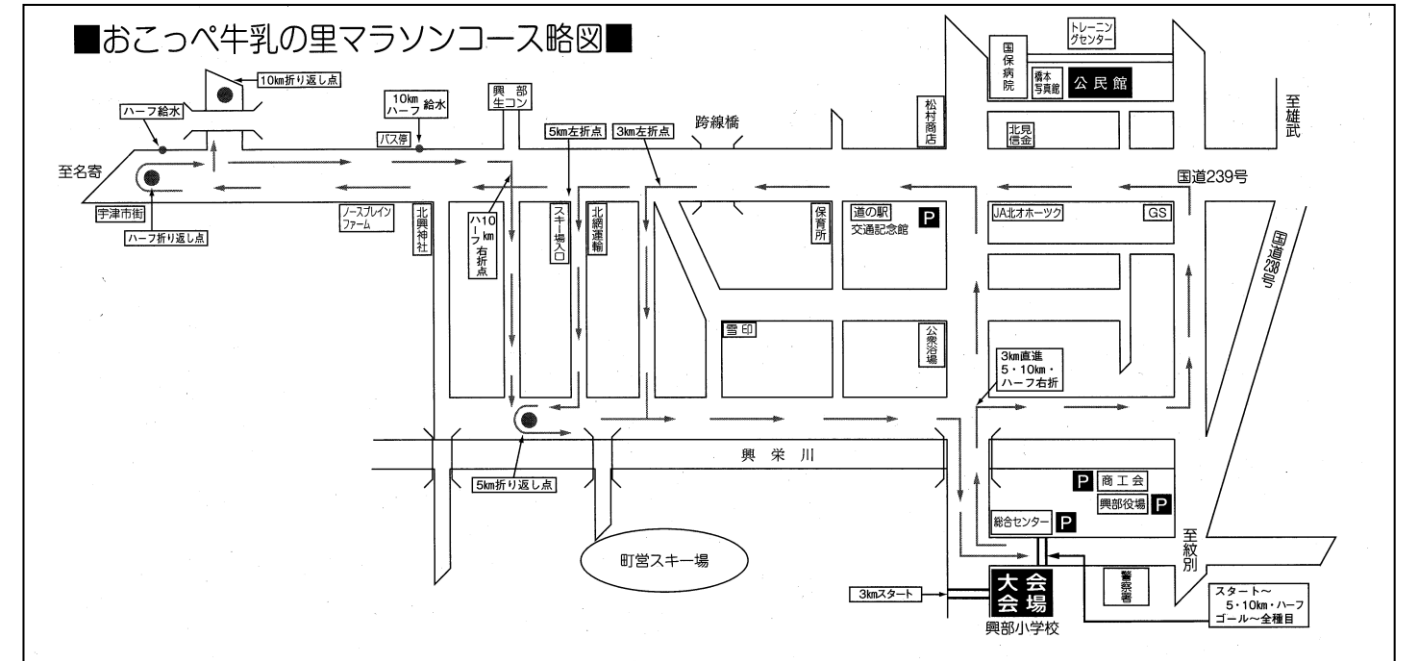 ■おこっぺ牛乳の里マラソンコース略図■
トレーニン
グセンター
国保病院
橋本
写真館
公民館
10km折り返し点
ハーフ給水
10km
ハーフ 給水
興部
生コン
バス停
5km左折点
3km左折点
跨線橋
松村商店
北見
信金
至雄武
至名寄
国道239号
宇津市街
ハーフ折り返し点
ノースプレイン
ファーム
北興神社
10km
ハーフ
右折点
スキー場入口
北網運輸
保育所
道の駅
交通記念館
P
JA北オホーツク
GS
国道238号
雪印
公衆浴場
3km直進
5・10km・
ハーフ右折
興栄川
5km折り返し点
P
商工会
興部役場
P
総合センター
P
町営スキー場
至紋別
3kmスタート
大会
会場
興部小学校
警察署
スタート～
5・10km・ハーフ
ゴール～全種目